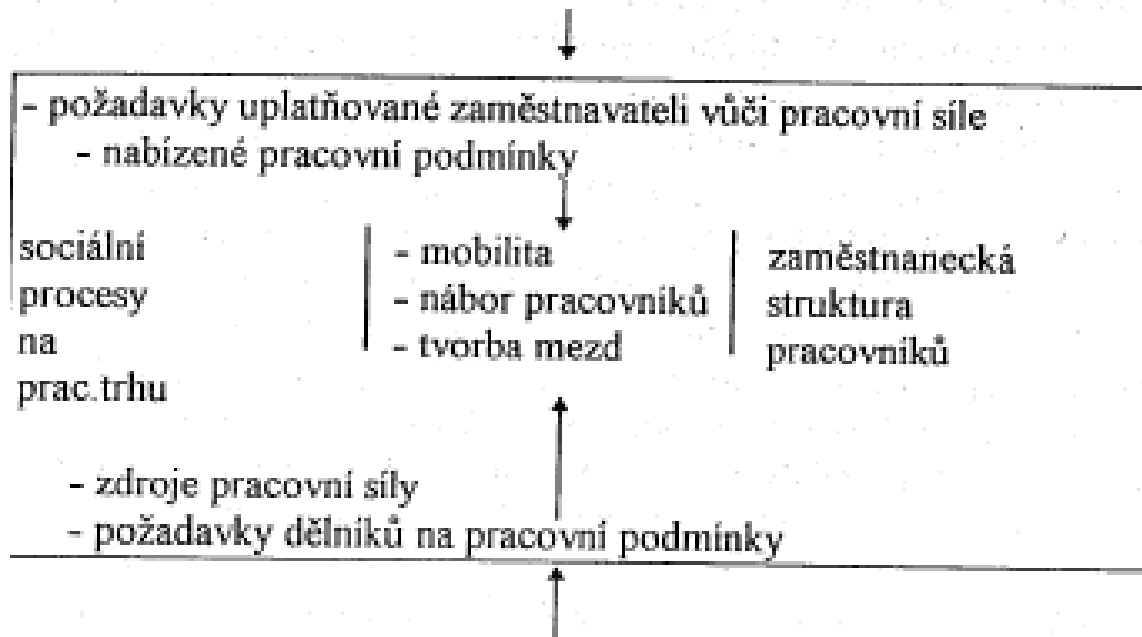 - požadavky uplatňované zaměstnavateli vůči pracovní síle
- nabízené pracovní podmínky
sociální
procesy
na
prac.trhu
- mobilita
- nábor pracovníků
- tvorba mezd
zaměstnanecká
struktura
pracovníků
- zdroje pracovní síly
- požadavky dělníků na pracovní podmínky